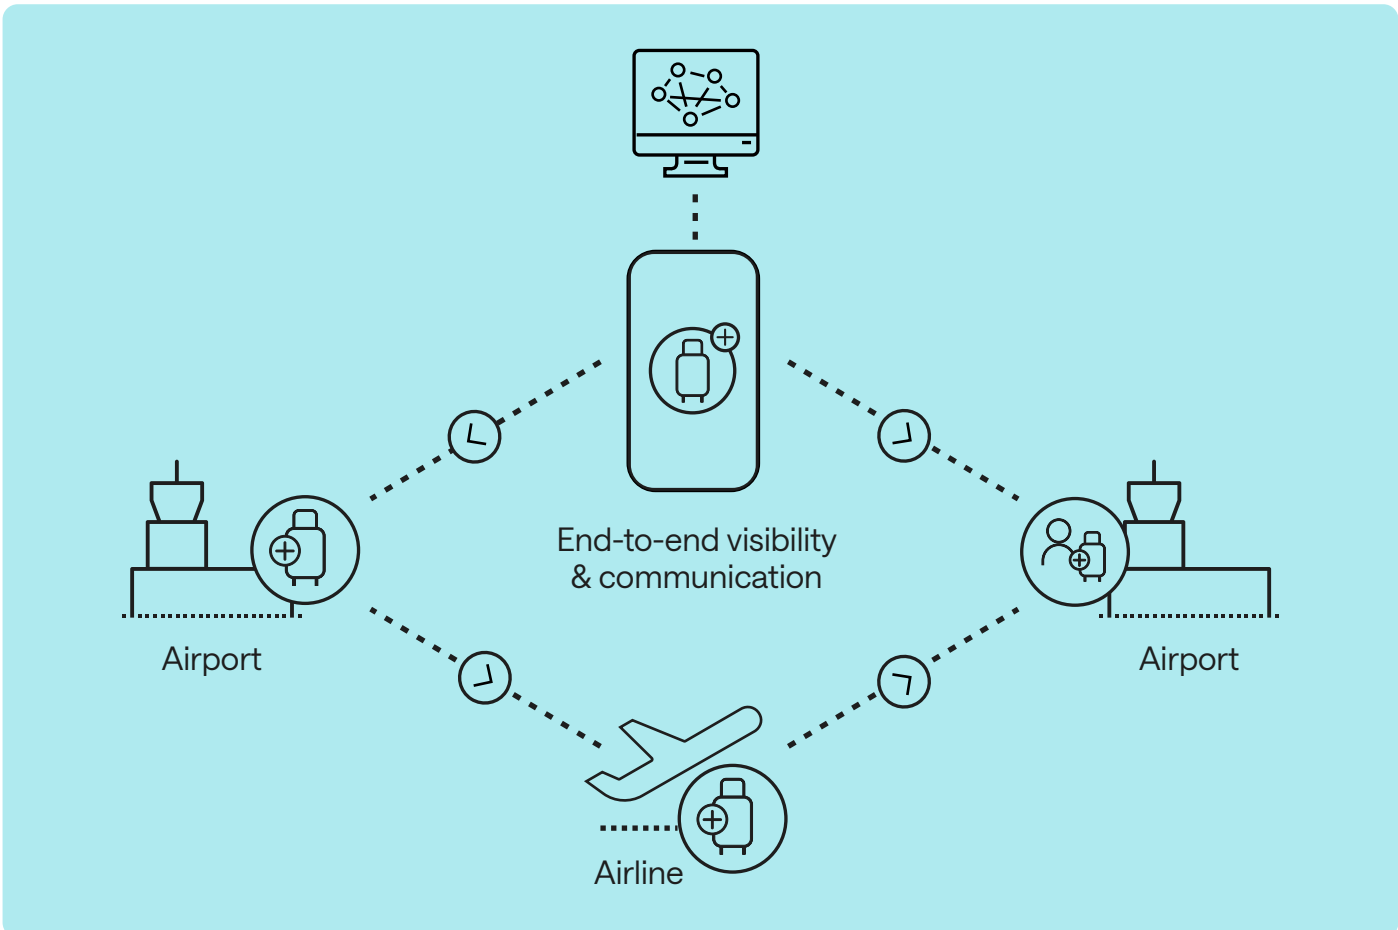 End-to-end visibility
& communication
Airport
Airport
Airline